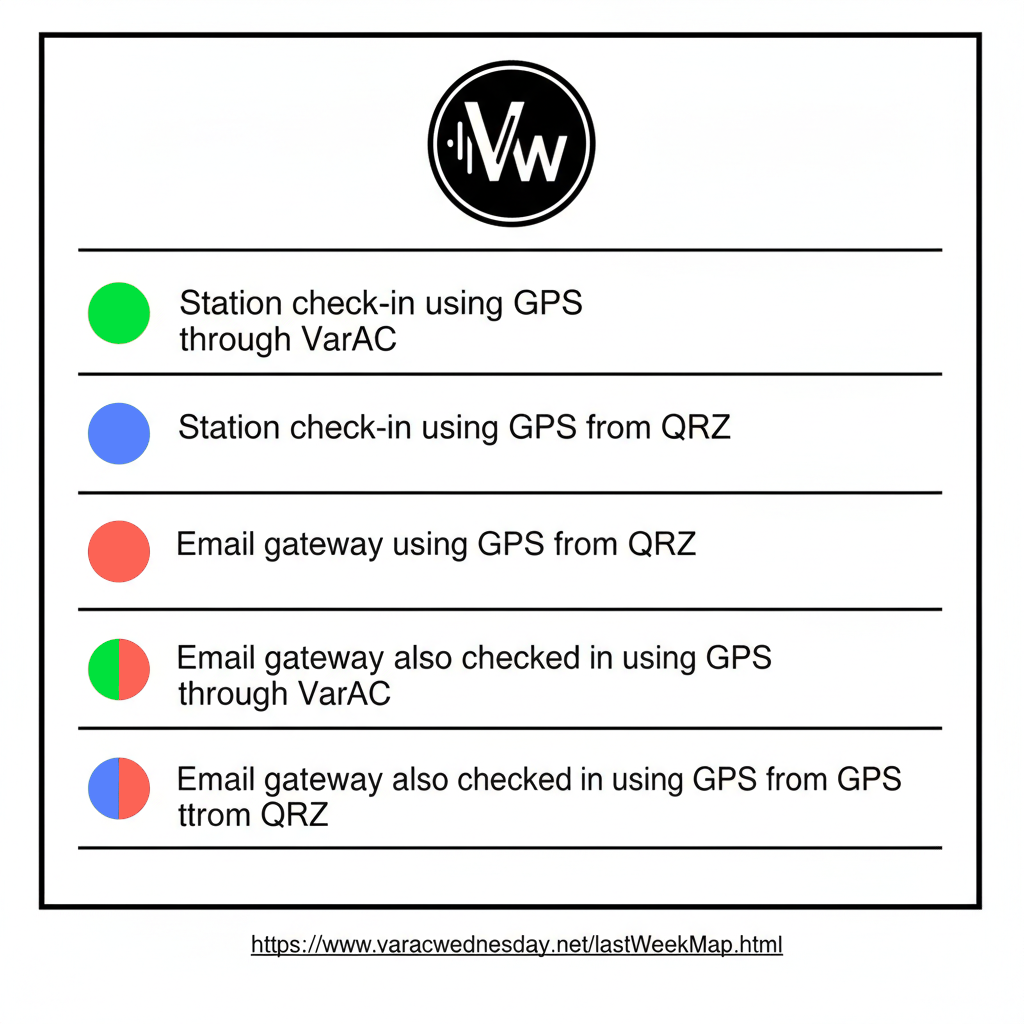 Vw
Station check-in using GPS
through VarAC
Station check-in using GPS from QRZ
Email gateway using GPS from QRZ
Email gateway also checked in using GPS
through VarAC
Email gateway also checked in using GPS from GPS
ttrom QRZ
https://www.varacwednesday.net/lastWeekMap.html